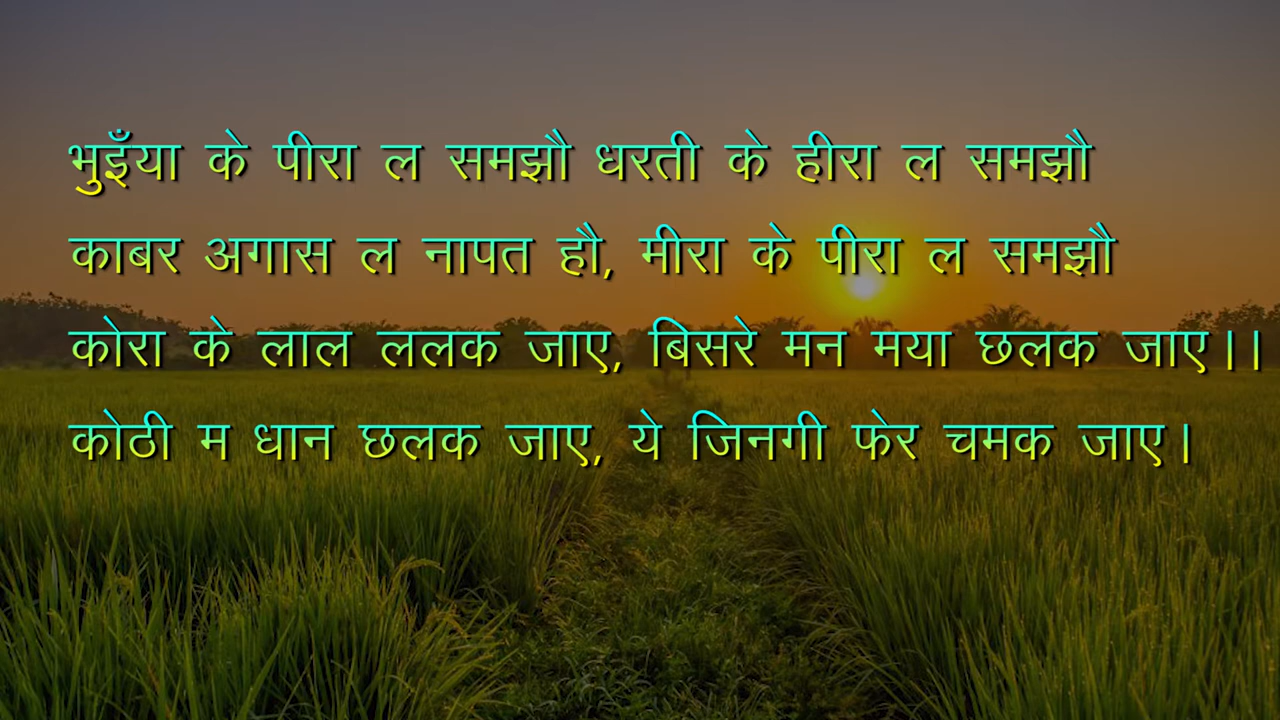 भुइँया के पीरा ल समझौ धरती के हीरा ल समझौ
काबर अगास ल नापत हौ, मीरा के पीरा ल समझौ
कोरा के लाल ललक जाए, बिसरे मन मया छलक जाए।।
कोठी म धान छलक जाए, ये जिनगी फेर चमक जाए।